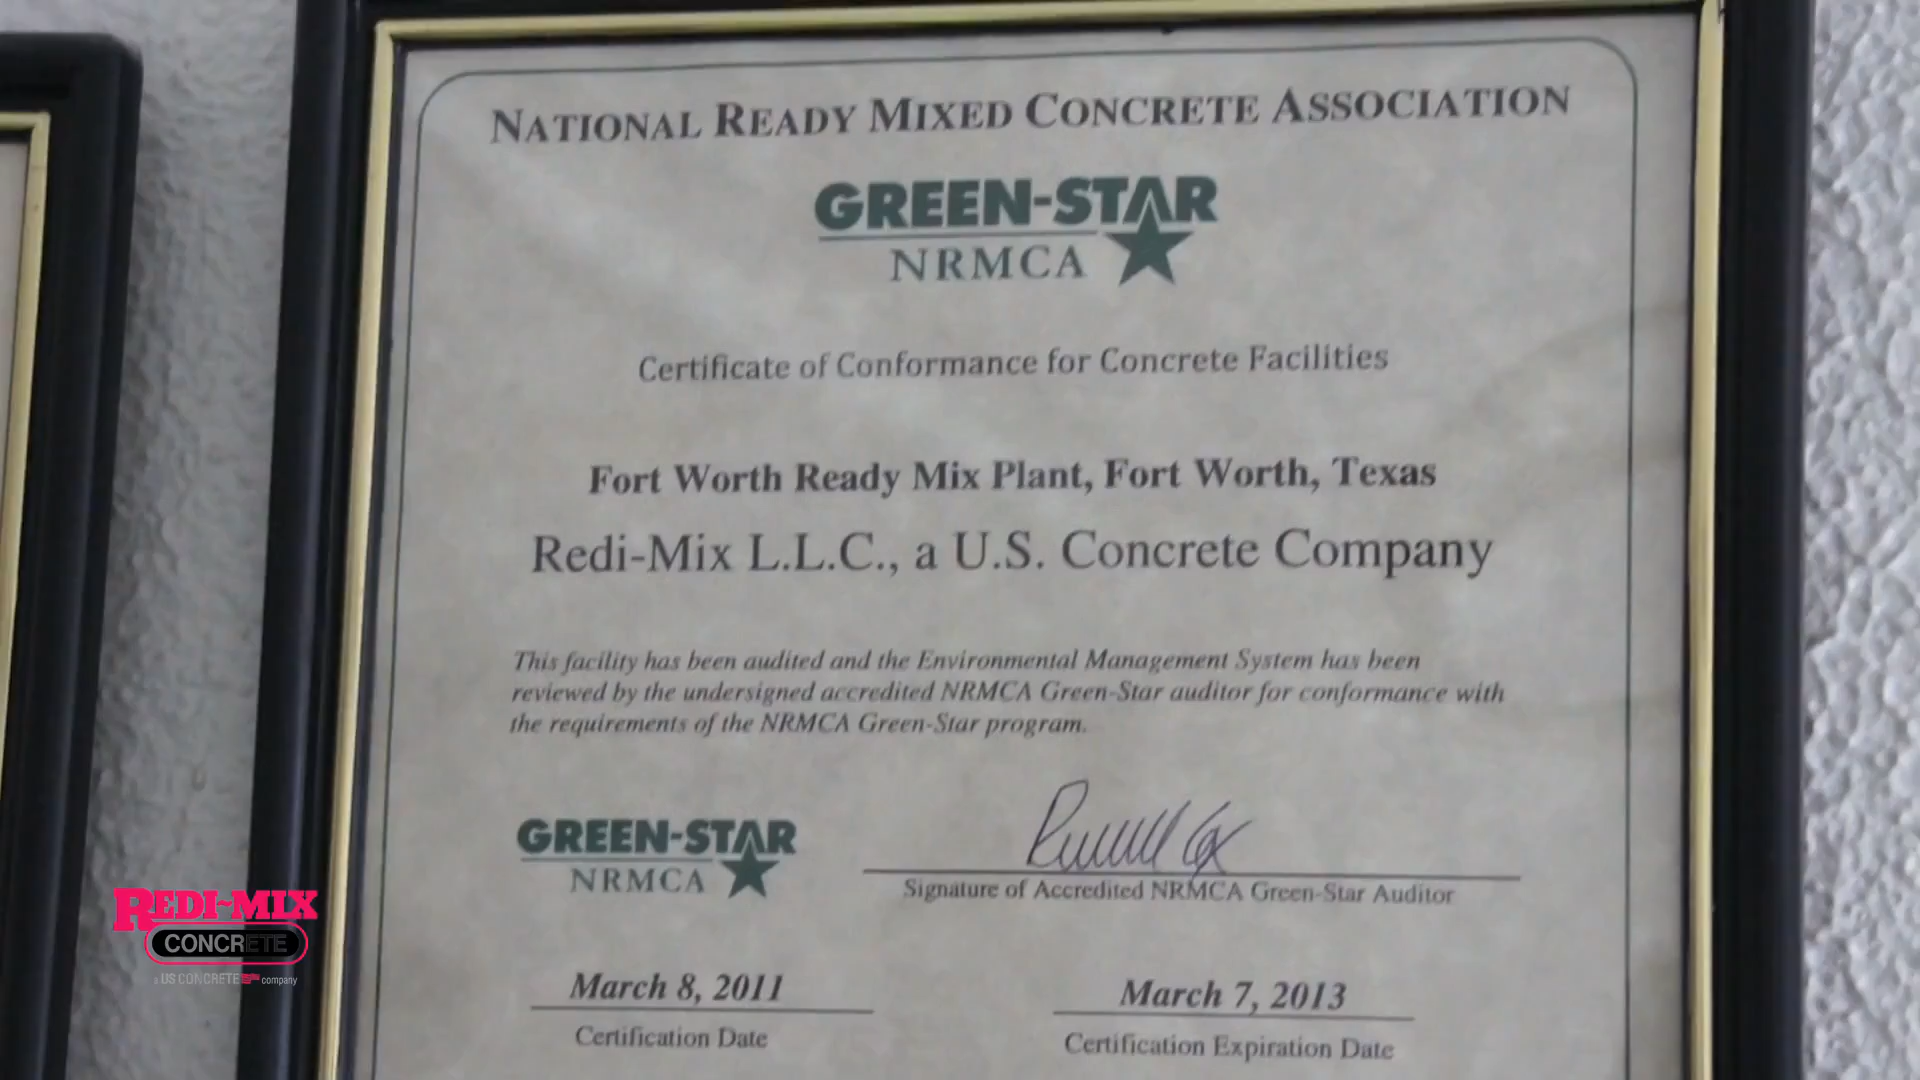 NATIONAL READY MIXED CONCRETE ASSOCIATION
GREEN-STAR
NRMCA
Certificate of Conformance for Concrete Facilities
Fort Worth Ready Mix Plant, Fort Worth, Texas
Redi-Mix L.L.C., a U.S. Concrete Company
This facility has been audited and the Environmental Management System has been
reviewed by the undersigned accredited NRMCA Green-Star auditor for conformance with
the requirements of the NRMCA Green-Star program.
GREEN-STAR
NRMCA
Signature of Accredited NRMCA Green-Star Auditor
March 8, 2011
Certification Date
March 7, 2013
Certification Expiration Date
REDI-MIX
CONCRETE
a US CONCRETE company